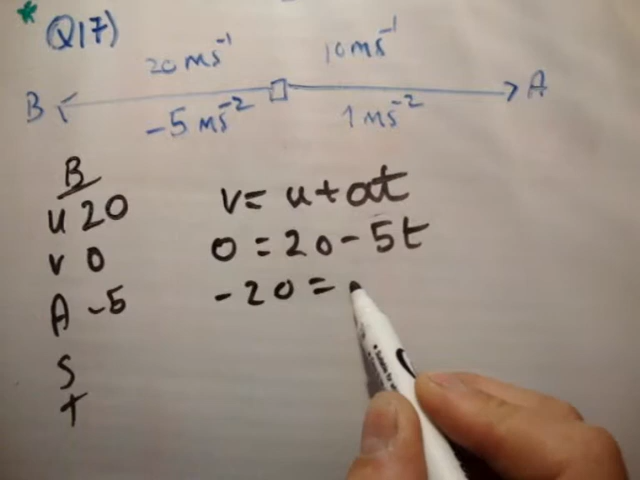 * Q17)
20 ms⁻¹ 10 ms⁻¹
B A
-5 ms⁻² 1 ms⁻²
B
u 20
v 0
A -5
S
T
v = u + at
0 = 20 - 5t
-20 =